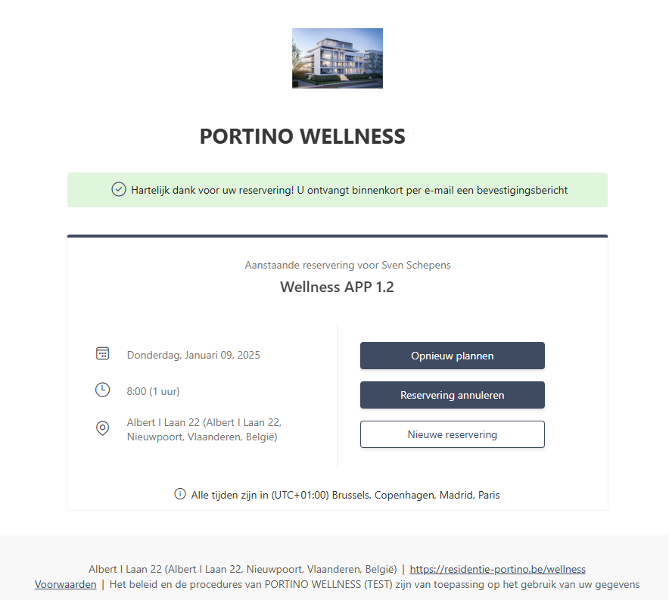 PORTINO WELLNESS
Hartelijk dank voor uw reservering! U ontvangt binnenkort per e-mail een bevestigingsbericht
Aanstaande reservering voor Sven Schepens
Wellness APP 1.2
Donderdag, Januari 09, 2025
8:00 (1 uur)
Albert I Laan 22 (Albert I Laan 22,
Nieuwpoort, Vlaanderen, België)
Opnieuw plannen
Reservering annuleren
Nieuwe reservering
Alle tijden zijn in (UTC+01:00) Brussels, Copenhagen, Madrid, Paris
Albert I Laan 22 (Albert I Laan 22, Nieuwpoort, Vlaanderen, België) | https://residentie-portino.be/wellness
Voorwaarden | Het beleid en de procedures van PORTINO WELLNESS (TEST) zijn van toepassing op het gebruik van uw gegevens